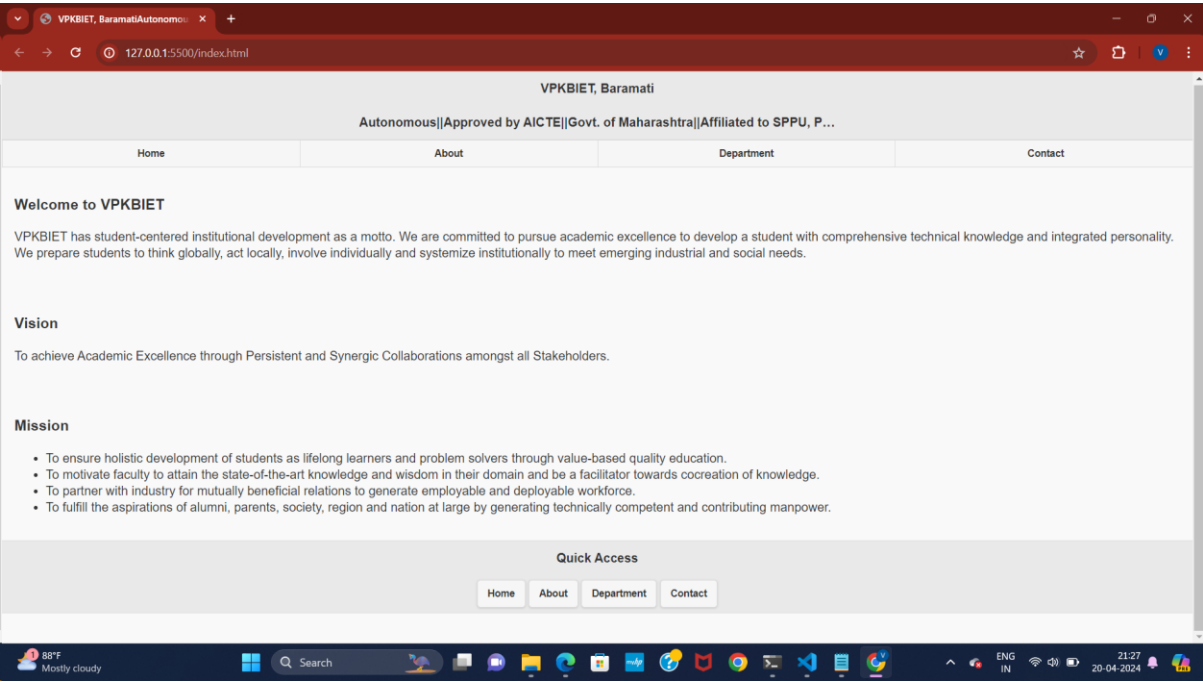 VPKBIET, BaramatiAutonomou
127.0.0.1:5500/index.html
V
VPKBIET, Baramati
Autonomous||Approved by AICTE||Govt. of Maharashtra||Affiliated to SPPU, P...
Home About Department Contact
Welcome to VPKBIET
VPKBIET has student-centered institutional development as a motto. We are committed to pursue academic excellence to develop a student with comprehensive technical knowledge and integrated personality.
We prepare students to think globally, act locally, involve individually and systemize institutionally to meet emerging industrial and social needs.
Vision
To achieve Academic Excellence through Persistent and Synergic Collaborations amongst all Stakeholders.
Mission
• To ensure holistic development of students as lifelong learners and problem solvers through value-based quality education.
• To motivate faculty to attain the state-of-the-art knowledge and wisdom in their domain and be a facilitator towards cocreation of knowledge.
• To partner with industry for mutually beneficial relations to generate employable and deployable workforce.
• To fulfill the aspirations of alumni, parents, society, region and nation at large by generating technically competent and contributing manpower.
Quick Access
Home About Department Contact
1 88°F
Mostly cloudy
Search
ENG
IN
21:27
20-04-2024